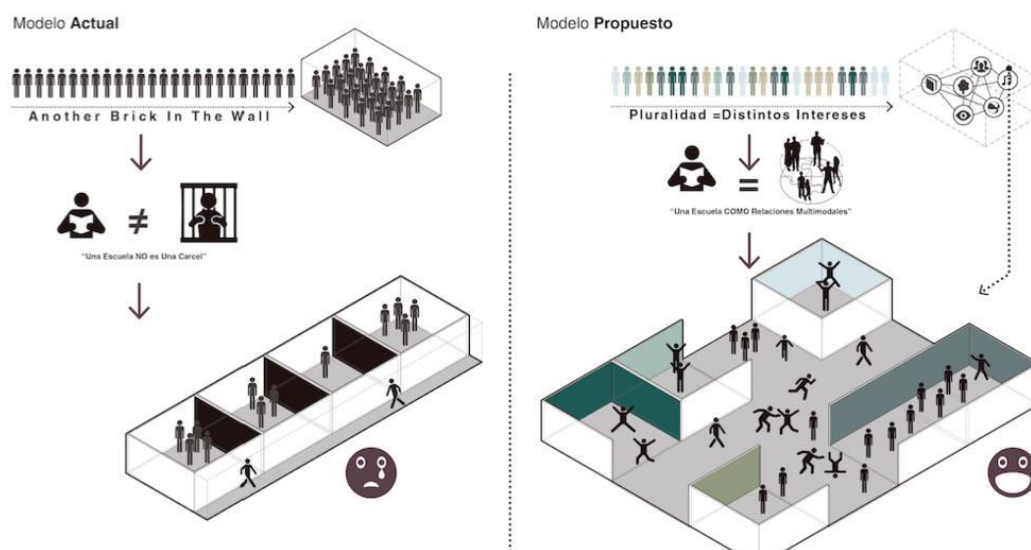 Modelo Actual
Another Brick In The Wall
≠
"Una Escuela NO es Una Carcel"
Modelo Propuesto
Pluralidad =Distintos Intereses
=
"Una Escuela COMO Relaciones Multimodales"